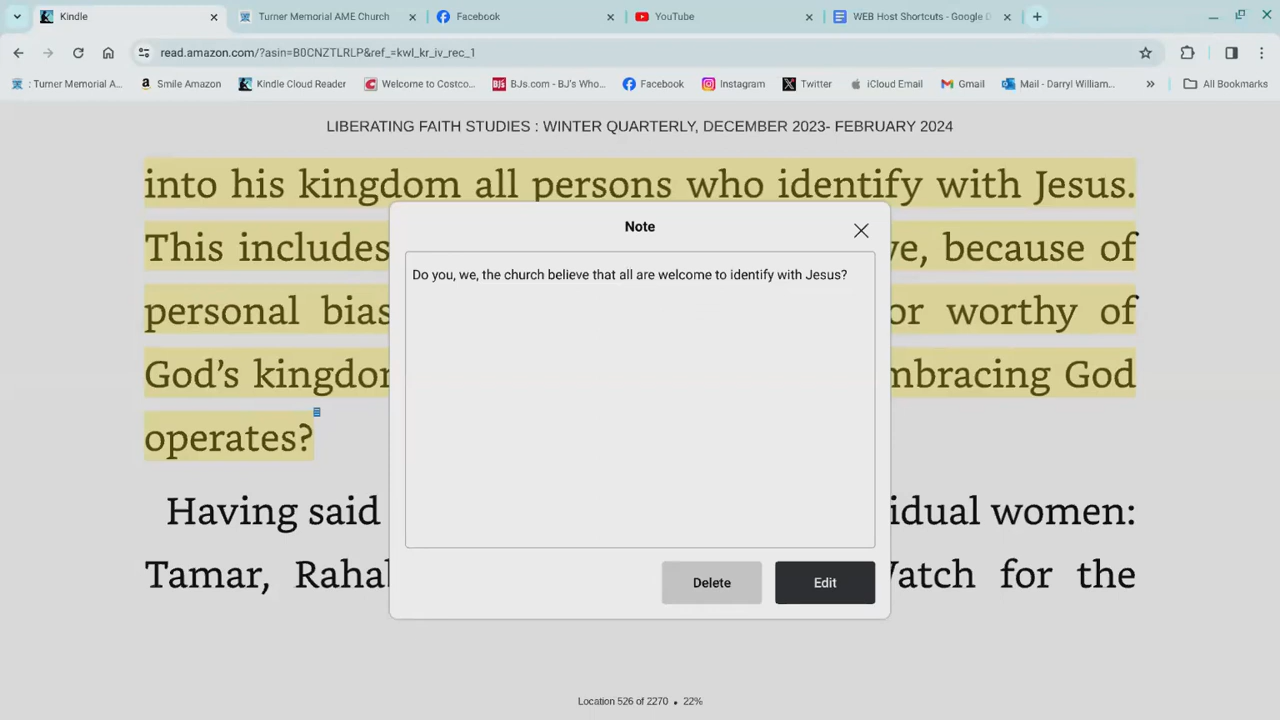 Kindle
Turner Memorial AME Church
Facebook
YouTube
WEB Host Shortcuts - Google D
read.amazon.com/?asin=B0CNZTLRLP&ref_=kwl_kr_iv_rec_1
: Turner Memorial A...
Smile Amazon
Kindle Cloud Reader
Welcome to Costco...
BJs.com - BJ's Who...
Facebook
Instagram
Twitter
iCloud Email
Gmail
Mail - Darryl William...
All Bookmarks
LIBERATING FAITH STUDIES : WINTER QUARTERLY, DECEMBER 2023- FEBRUARY 2024
into his kingdom all persons who identify with Jesus.
This includes ve, because of
personal bias or worthy of
God’s kingdom mbracing God
operates?
Having said idual women:
Tamar, Rahab Watch for the
Note
Do you, we, the church believe that all are welcome to identify with Jesus?
Delete
Edit
Location 526 of 2270 • 22%